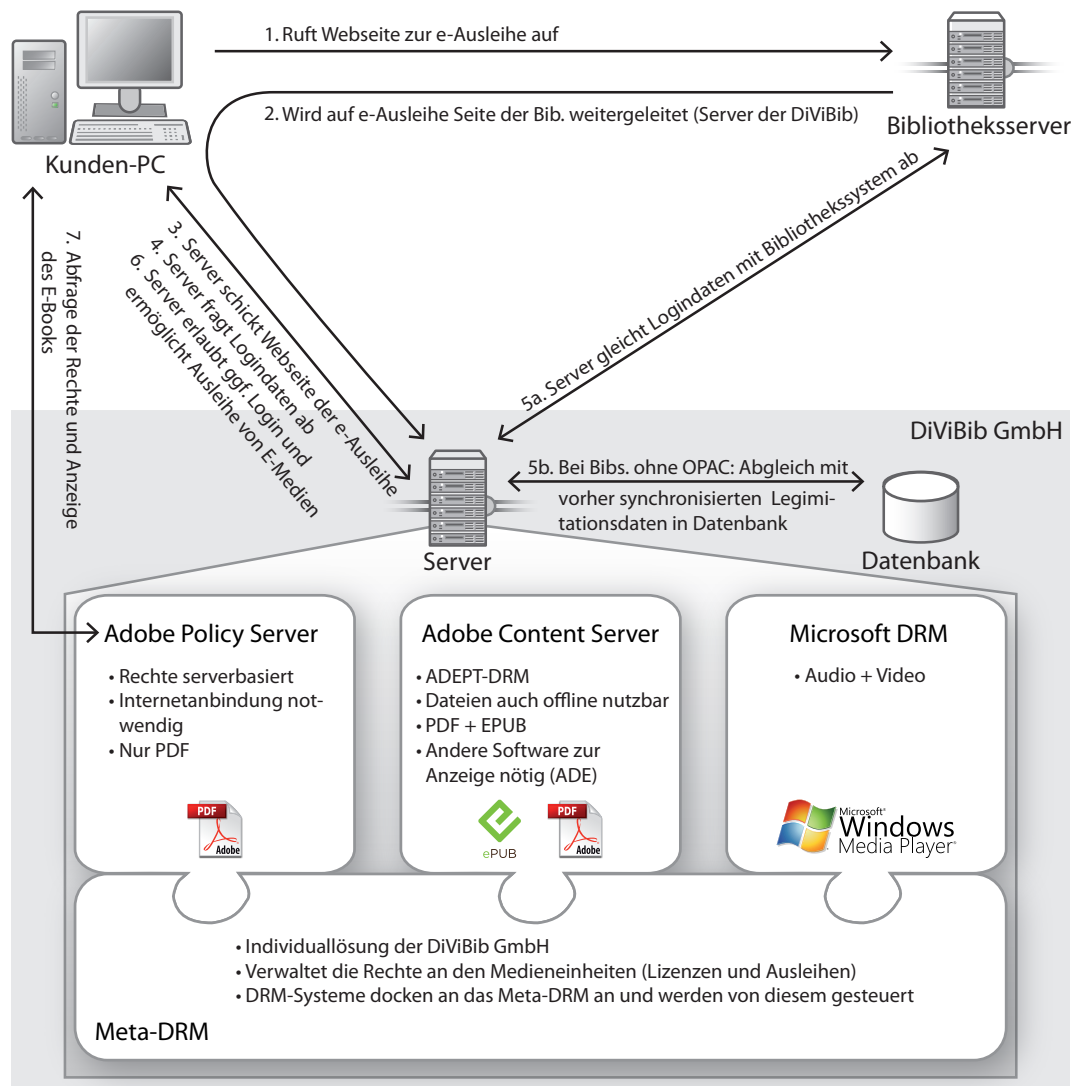 1. Ruft Webseite zur e-Ausleihe auf
2. Wird auf e-Ausleihe Seite der Bib. weitergeleitet (Server der DiViBib)
Kunden-PC
Bibliotheksserver
3. Server schickt Webseite der e-Ausleihe
4. Server fragt Logindaten ab
6. Server erlaubt ggf. Login und
ermöglicht Ausleihe von E-Medien
7. Abfrage der Rechte und Anzeige
des E-Books
5a. Server gleicht Logindaten mit Bibliothekssystem ab
DiViBib GmbH
5b. Bei Bibs. ohne OPAC: Abgleich mit
vorher synchronisierten Legimi-
tationsdaten in Datenbank
Server
Datenbank
Adobe Policy Server
• Rechte serverbasiert
• Internetanbindung not-
wendig
• Nur PDF
PDF
Adobe
Adobe Content Server
• ADEPT-DRM
• Dateien auch offline nutzbar
• PDF + EPUB
• Andere Software zur
Anzeige nötig (ADE)
ePUB
PDF
Adobe
Microsoft DRM
• Audio + Video
Microsoft®
Windows
Media Player®
• Individuallösung der DiViBib GmbH
• Verwaltet die Rechte an den Medieneinheiten (Lizenzen und Ausleihen)
• DRM-Systeme docken an das Meta-DRM an und werden von diesem gesteuert
Meta-DRM